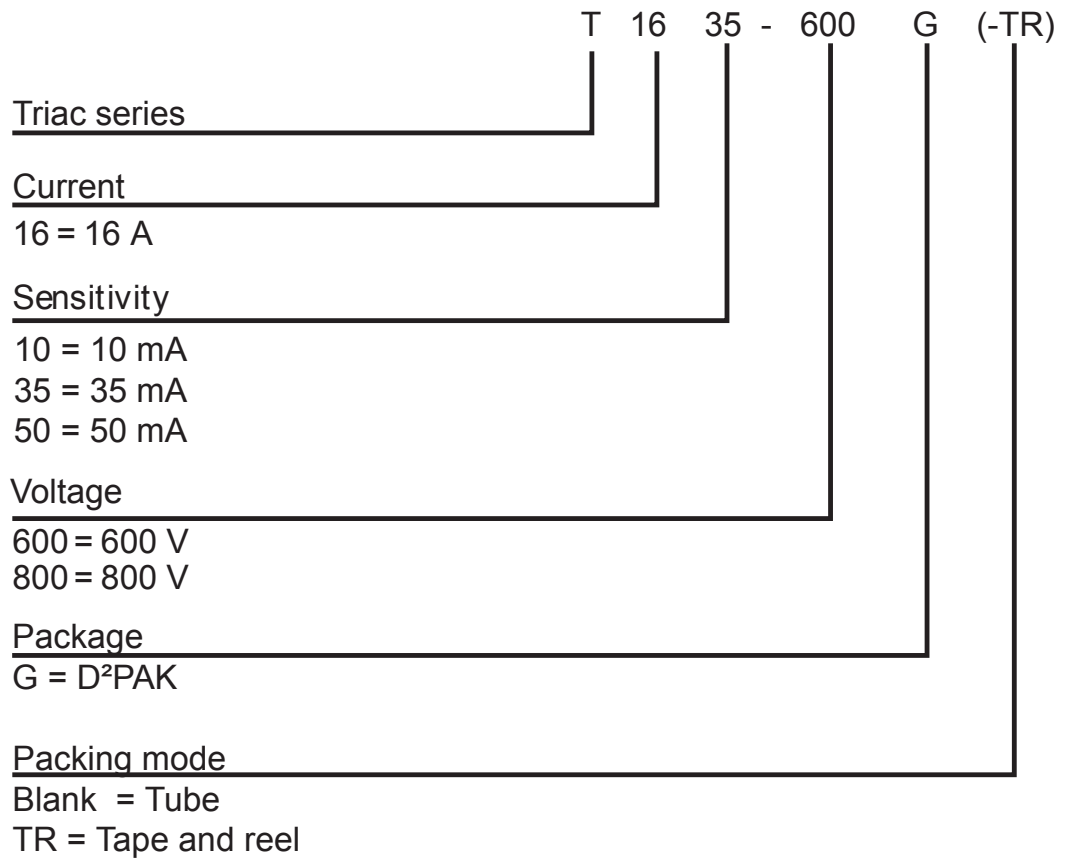 T 16 35 - 600 G (-TR)
Triac series
Current
16 = 16 A
Sensitivity
10 = 10 mA
35 = 35 mA
50 = 50 mA
Voltage
600 = 600 V
800 = 800 V
Package
G = D²PAK
Packing mode
Blank = Tube
TR = Tape and reel